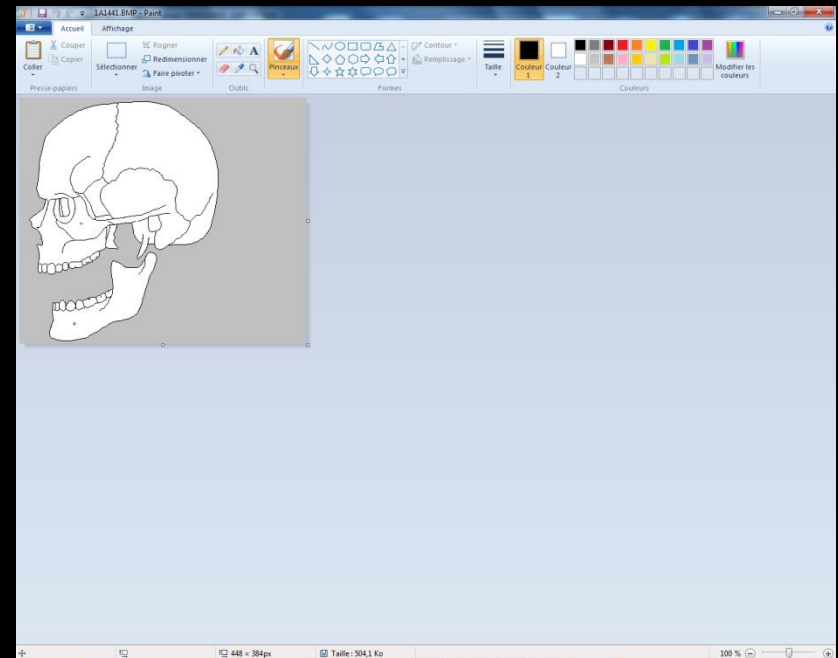 1A1441.BMP - Paint
Accueil Affichage
Coller
Couper
Copier
Presse-papiers
Sélectionner
Rogner
Redimensionner
Faire pivoter
Image
A
Outils
Pinceaux
Contour
Remplissage
Formes
Taille
Couleur 1
Couleur 2
Modifier les couleurs
Couleurs
448 × 384px
Taille : 504,1 Ko
100 %